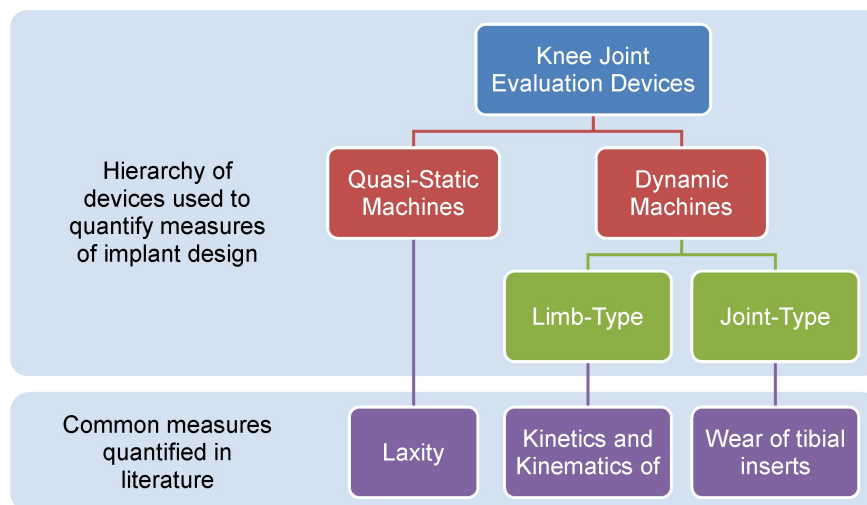 Knee Joint
Evaluation Devices
Hierarchy of
devices used to
quantify measures
of implant design
Quasi-Static
Machines
Dynamic
Machines
Limb-Type
Joint-Type
Common measures
quantified in
literature
Laxity
Kinetics and
Kinematics of
Wear of tibial
inserts